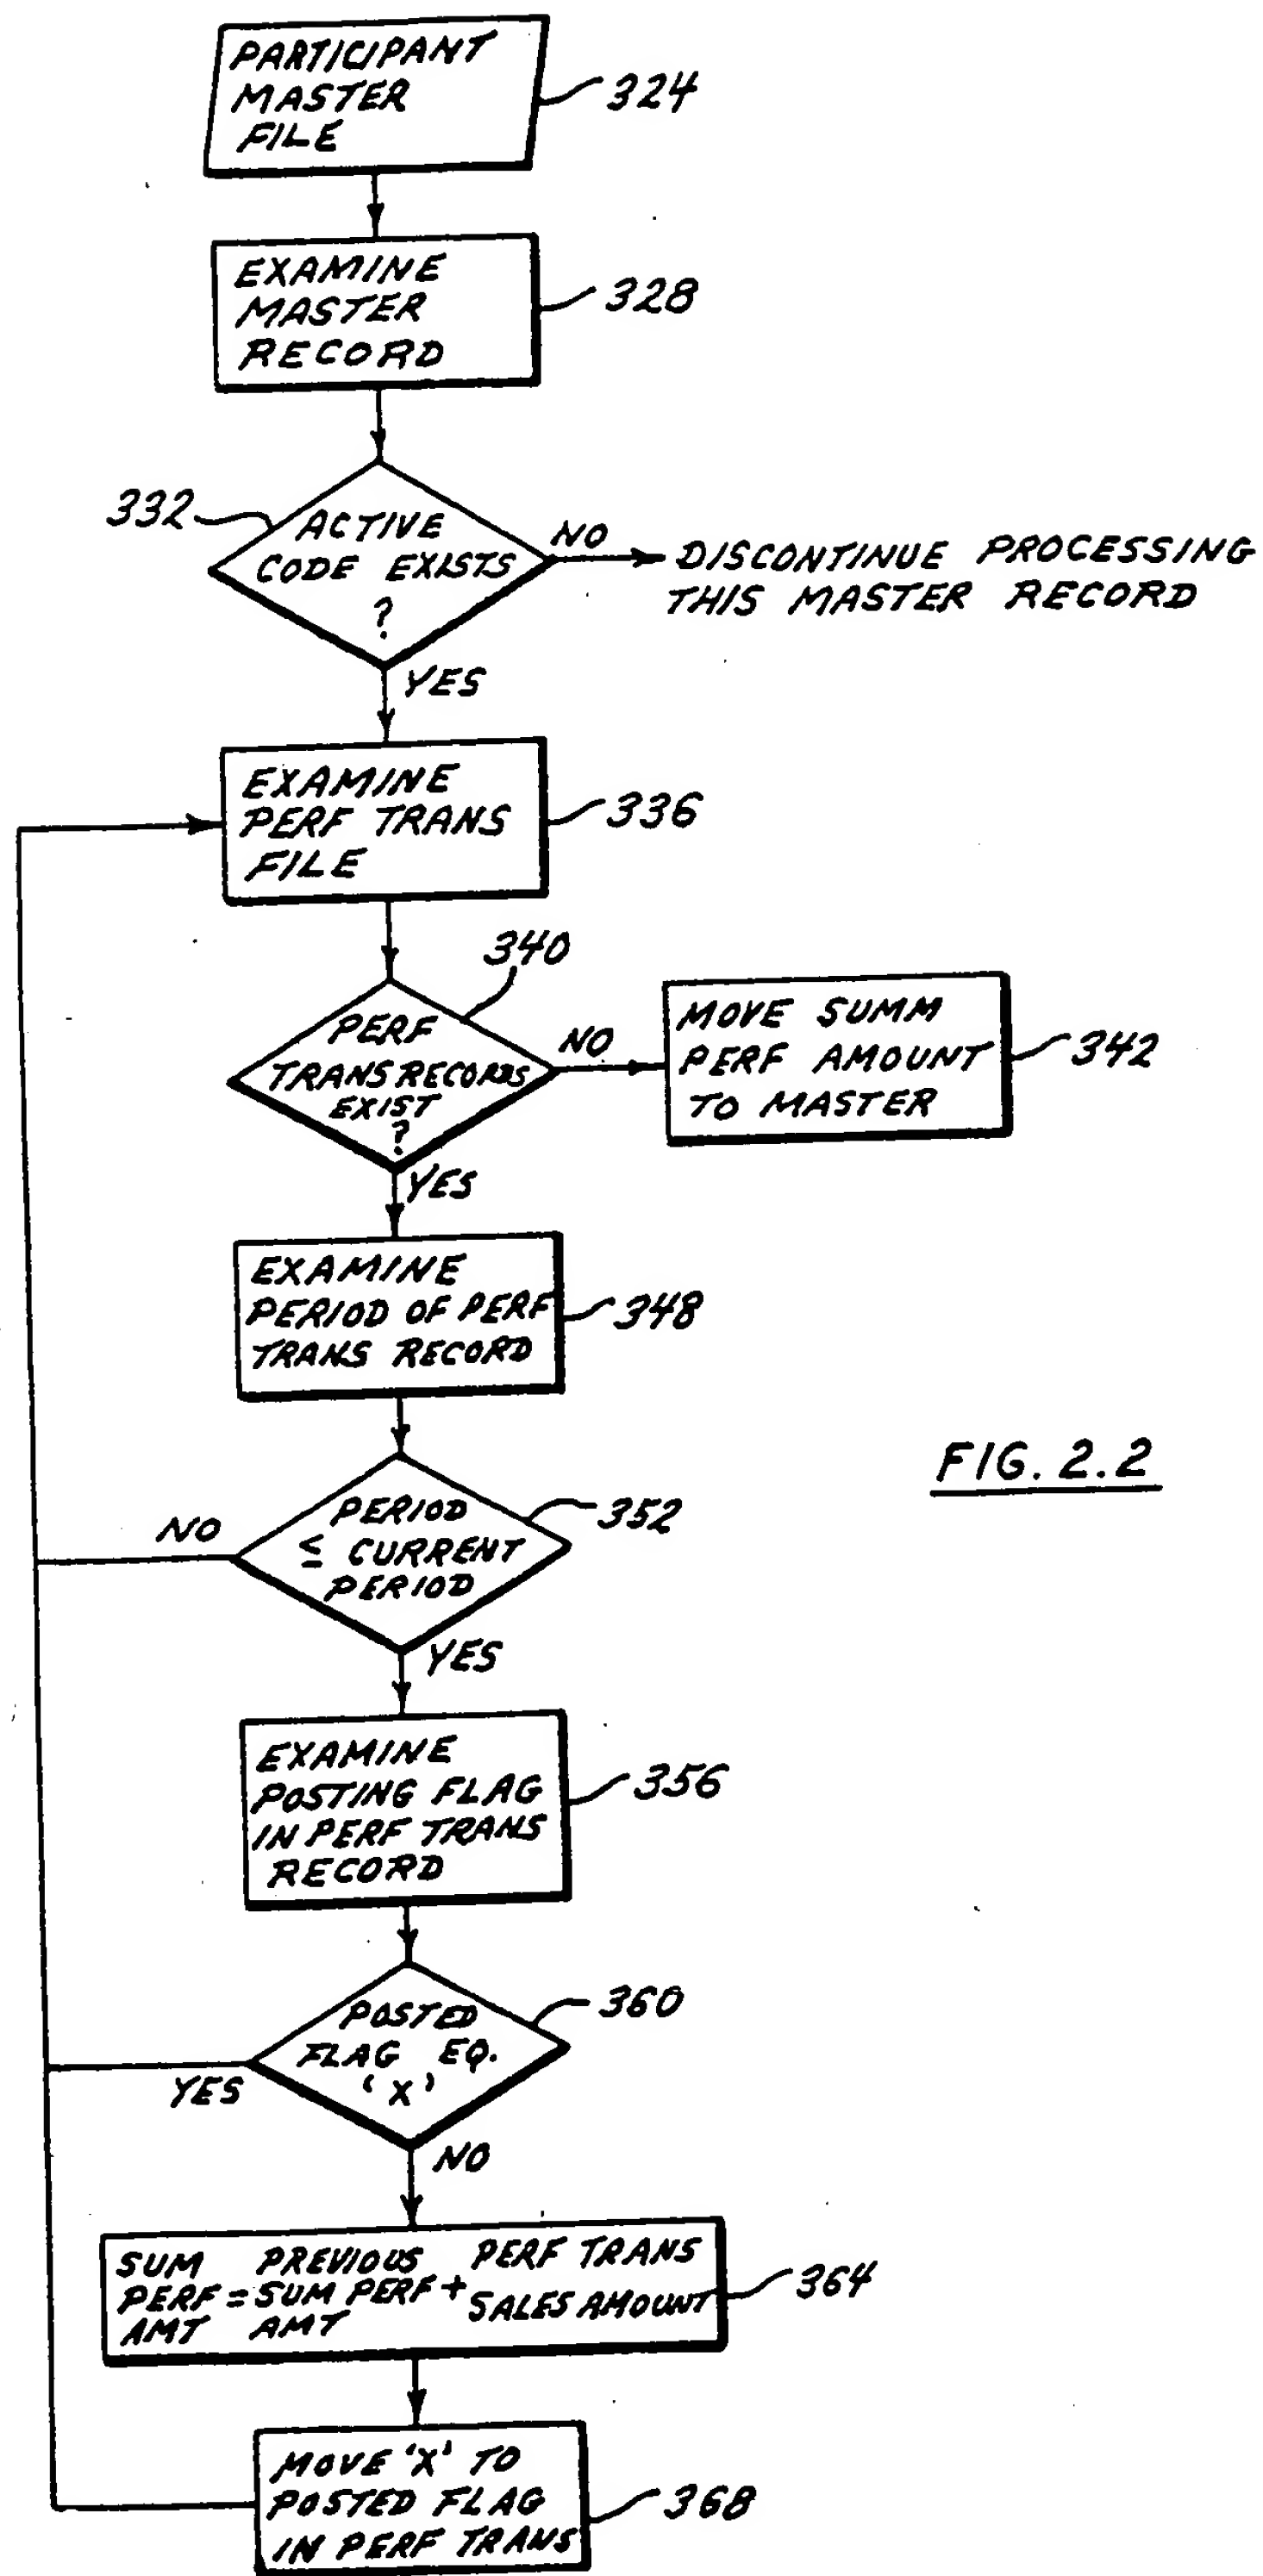 PARTICIPANT
MASTER
FILE
324
EXAMINE
MASTER
RECORD
328
332
ACTIVE
CODE EXISTS
?
NO
DISCONTINUE PROCESSING
THIS MASTER RECORD
YES
EXAMINE
PERF TRANS
FILE
336
340
PERF
TRANS RECORDS
EXIST
?
NO
MOVE SUMM
PERF AMOUNT
TO MASTER
342
YES
EXAMINE
PERIOD OF PERF
TRANS RECORD
348
FIG. 2.2
PERIOD
≤ CURRENT
PERIOD
352
NO
YES
EXAMINE
POSTING FLAG
IN PERF TRANS
RECORD
356
POSTED
FLAG EQ.
'X'
360
YES
NO
SUM PREVIOUS PERF TRANS
PERF = SUM PERF + SALES AMOUNT
AMT AMT
364
MOVE 'X' TO
POSTED FLAG
IN PERF TRANS
368